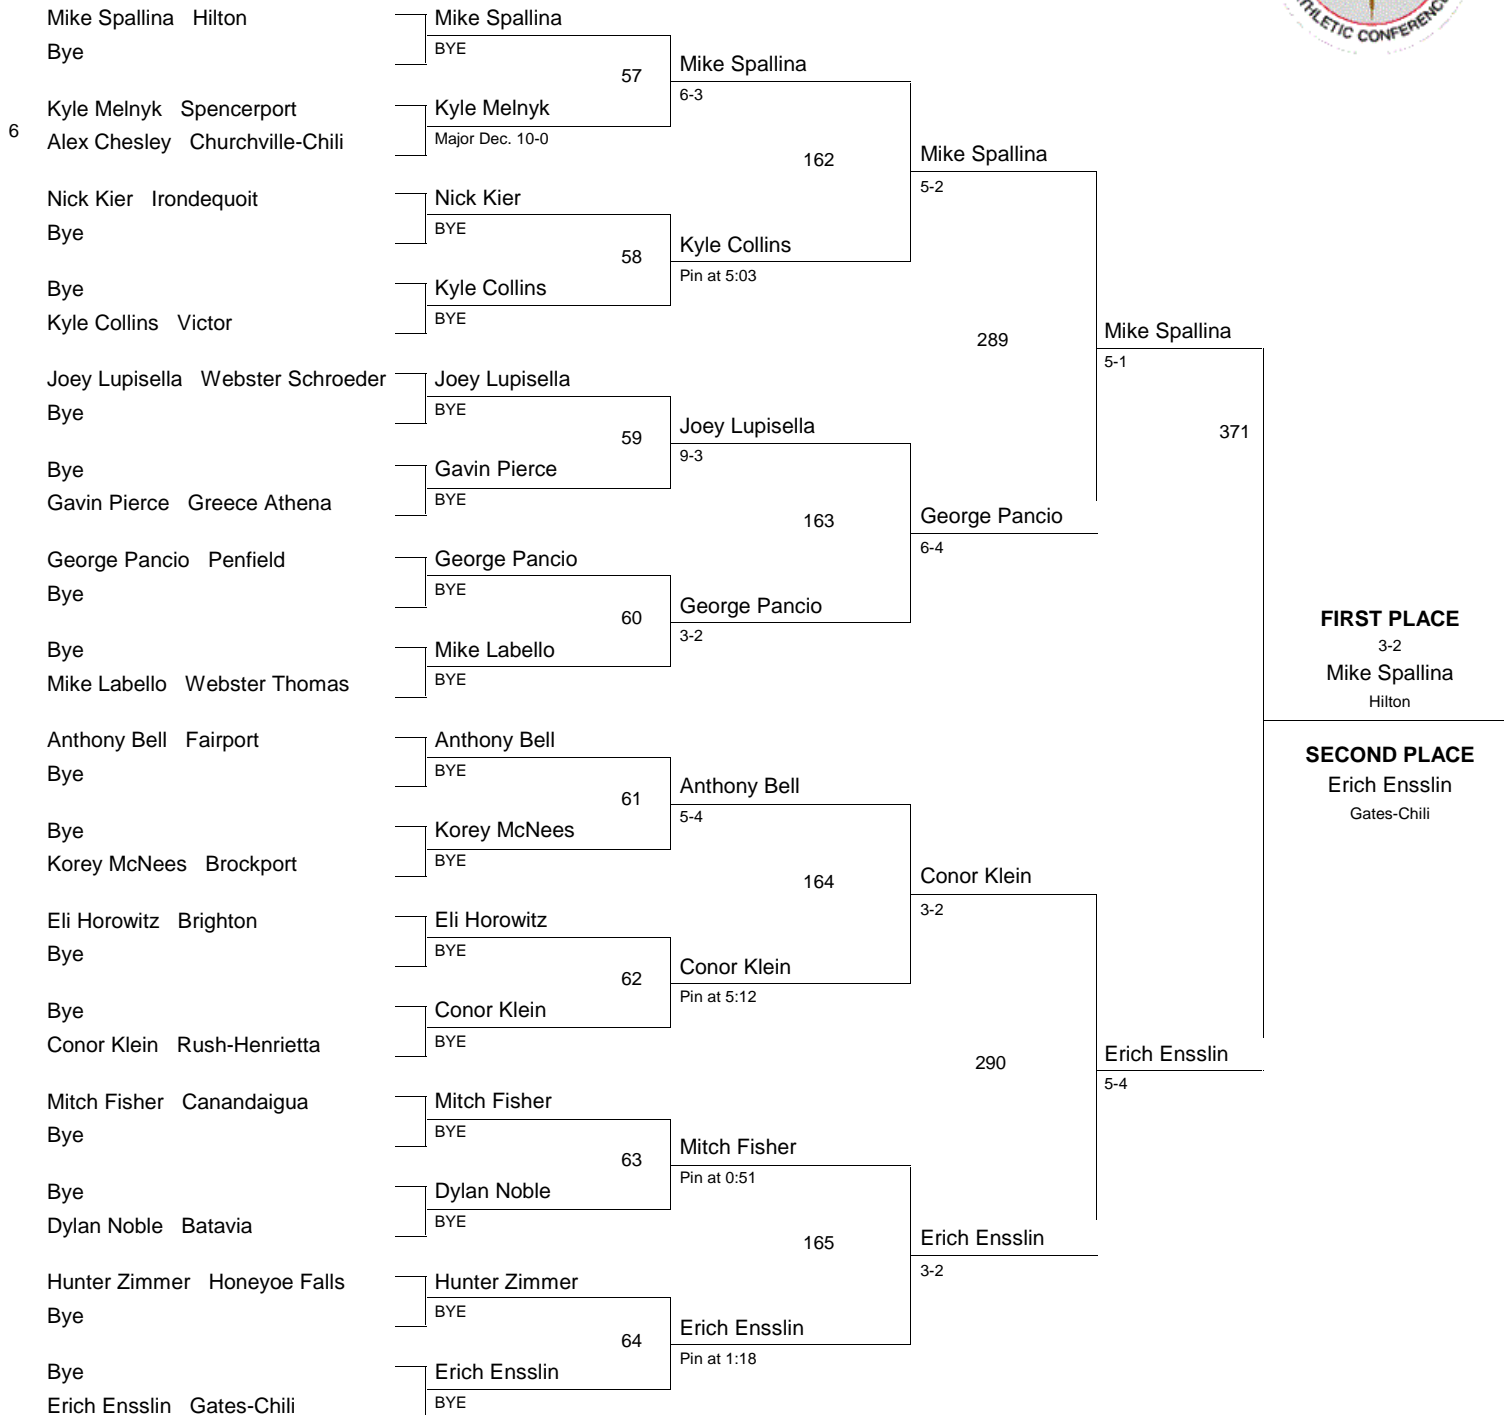 ATHLETIC CONFERENCE
Mike Spallina Hilton
Bye
6
Kyle Melnyk Spencerport
Alex Chesley Churchville-Chili
Nick Kier Irondequoit
Bye
Bye
Kyle Collins Victor
Joey Lupisella Webster Schroeder
Bye
Bye
Gavin Pierce Greece Athena
George Pancio Penfield
Bye
Bye
Mike Labello Webster Thomas
Anthony Bell Fairport
Bye
Bye
Korey McNees Brockport
Eli Horowitz Brighton
Bye
Bye
Conor Klein Rush-Henrietta
Mitch Fisher Canandaigua
Bye
Bye
Dylan Noble Batavia
Hunter Zimmer Honeyoe Falls
Bye
Bye
Erich Ensslin Gates-Chili
Mike Spallina
BYE
57
Kyle Melnyk
Major Dec. 10-0
Nick Kier
BYE
58
Kyle Collins
BYE
Joey Lupisella
BYE
59
Gavin Pierce
BYE
George Pancio
BYE
60
Mike Labello
BYE
Anthony Bell
BYE
61
Korey McNees
BYE
Eli Horowitz
BYE
62
Conor Klein
BYE
Mitch Fisher
BYE
63
Dylan Noble
BYE
Hunter Zimmer
BYE
64
Erich Ensslin
BYE
Mike Spallina
6-3
162
Kyle Collins
Pin at 5:03
Joey Lupisella
9-3
163
George Pancio
3-2
Anthony Bell
5-4
164
Conor Klein
Pin at 5:12
Mitch Fisher
Pin at 0:51
165
Erich Ensslin
Pin at 1:18
Mike Spallina
5-2
289
George Pancio
6-4
Conor Klein
3-2
290
Erich Ensslin
3-2
Mike Spallina
5-1
371
Erich Ensslin
5-4
FIRST PLACE
3-2
Mike Spallina
Hilton
SECOND PLACE
Erich Ensslin
Gates-Chili